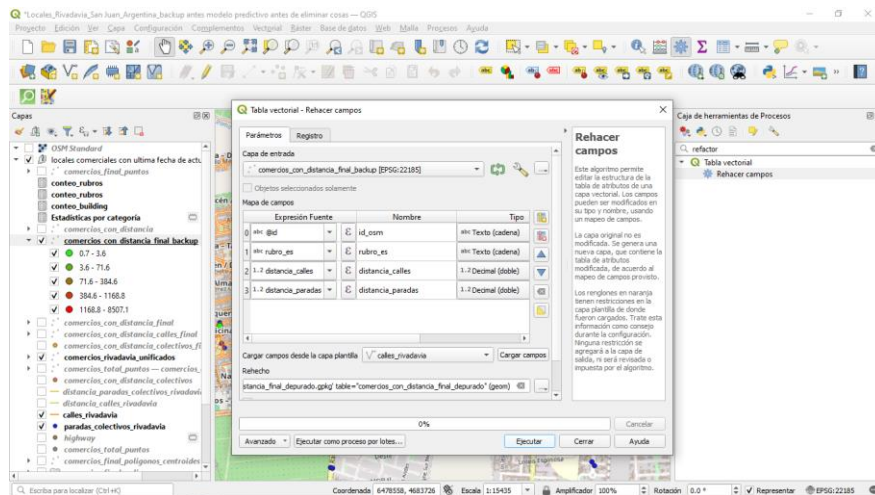 *Locales_Rivadavia_San Juan_Argentina_backup antes modelo predictivo antes de eliminar cosas — QGIS
Proyecto Edición Ver Capa Configuración Complementos Vectorial Ráster Base de datos Web Malla Procesos Ayuda
Capas
OSM Standard
locales comerciales con ultima fecha de actu
comercios_final_puntos
conteo_rubros
conteo_rubros
conteo_building
Estadísticas por categoría
comercios_con_distancia
comercios_con_distancia_final_backup
0.7 - 3.6
3.6 - 71.6
71.6 - 384.6
384.6 - 1168.8
1168.8 - 8507.1
comercios_con_distancia_final
comercios_con_distancia_calles_final
comercios_con_distancia_colectivos_fi
comercios_rivadavia_unificados
comercios_total_puntos — comercios_
comercios_con_distancia_colectivos
distancia_paradas_colectivos_rivadavi
distancia_calles_rivadavia
calles_rivadavia
paradas_colectivos_rivadavia
highway
comercios_total_puntos
comercios_final_poligonos_centroides
Tabla vectorial - Rehacer campos
Parámetros Registro
Capa de entrada
comercios_con_distancia_final_backup [EPSG:22185]
Objetos seleccionados solamente
Mapa de campos
Expresión Fuente Nombre Tipo
0 abc @id ε id_osm abc Texto (cadena)
1 abc rubro_es ε rubro_es abc Texto (cadena)
2 1.2 distancia_calles ε distancia_calles 1.2 Decimal (doble)
3 1.2 distancia_paradas ε distancia_paradas 1.2 Decimal (doble)
Cargar campos desde la capa plantilla calles_rivadavia Cargar campos
Rehecho
stancia_final_depurado.gpkg' table="comercios_con_distancia_final_depurado" (geom)
0% Cancelar
Avanzado Ejecutar como proceso por lotes... Ejecutar Cerrar Ayuda
Rehacer campos
Este algoritmo permite
editar la estructura de la
tabla de atributos de una
capa vectorial. Los campos
pueden ser modificados en
su tipo y nombre, usando
un mapeo de campos.
La capa original no es
modificada. Se genera una
nueva capa, que contiene la
tabla de atributos
modificada, de acuerdo al
mapeo de campos provisto.
Los renglones en naranja
tienen restricciones en la
capa plantilla de donde
fueron cargados. Trate esta
información como consejo
durante la configuración.
Ninguna restricción se
agregará a la capa de
salida, ni será revisada o
impuesta por el algoritmo.
Caja de herramientas de Procesos
refactor
Tabla vectorial
Rehacer campos
Escriba para localizar (Ctrl+K)
Coordenada 6478558, 4683726 Escala 1:15435 Amplificador 100% Rotación 0.0 ° Representar EPSG:22185